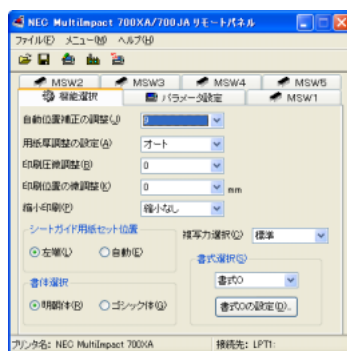 NEC MultiImpact 700XA/700JA リモートパネル
ファイル(F) メニュー(M) ヘルプ(H)
MSW2 MSW3 MSW4 MSW5
機能選択 パラメータ設定 MSW1
自動位置補正の調整(J)
用紙厚調整の設定(A) オート
印刷圧微調整(B) 0
印刷位置の微調整(K) 0 mm
縮小印刷(P) 縮小なし
シートガイド用紙セット位置 複写力選択(C) 標準
左端(L) 自動(E) 書式選択(S)
書式0
書体選択
明朝体(R) ゴシック体(G) 書式0の設定(D)..
プリンタ名: NEC MultiImpact 700XA 接続先: LPT1: